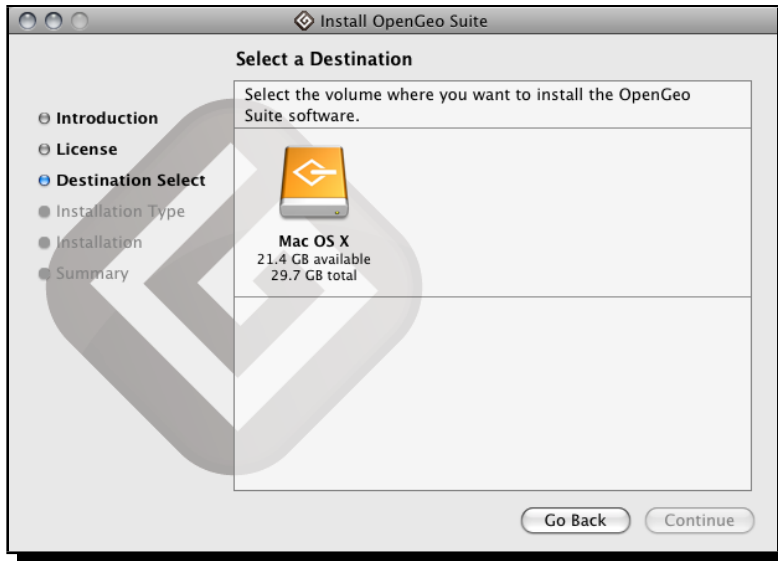 Install OpenGeo Suite
Select a Destination
Introduction
License
Destination Select
Installation Type
Installation
Summary
Select the volume where you want to install the OpenGeo
Suite software.
Mac OS X
21.4 GB available
29.7 GB total
Go Back
Continue